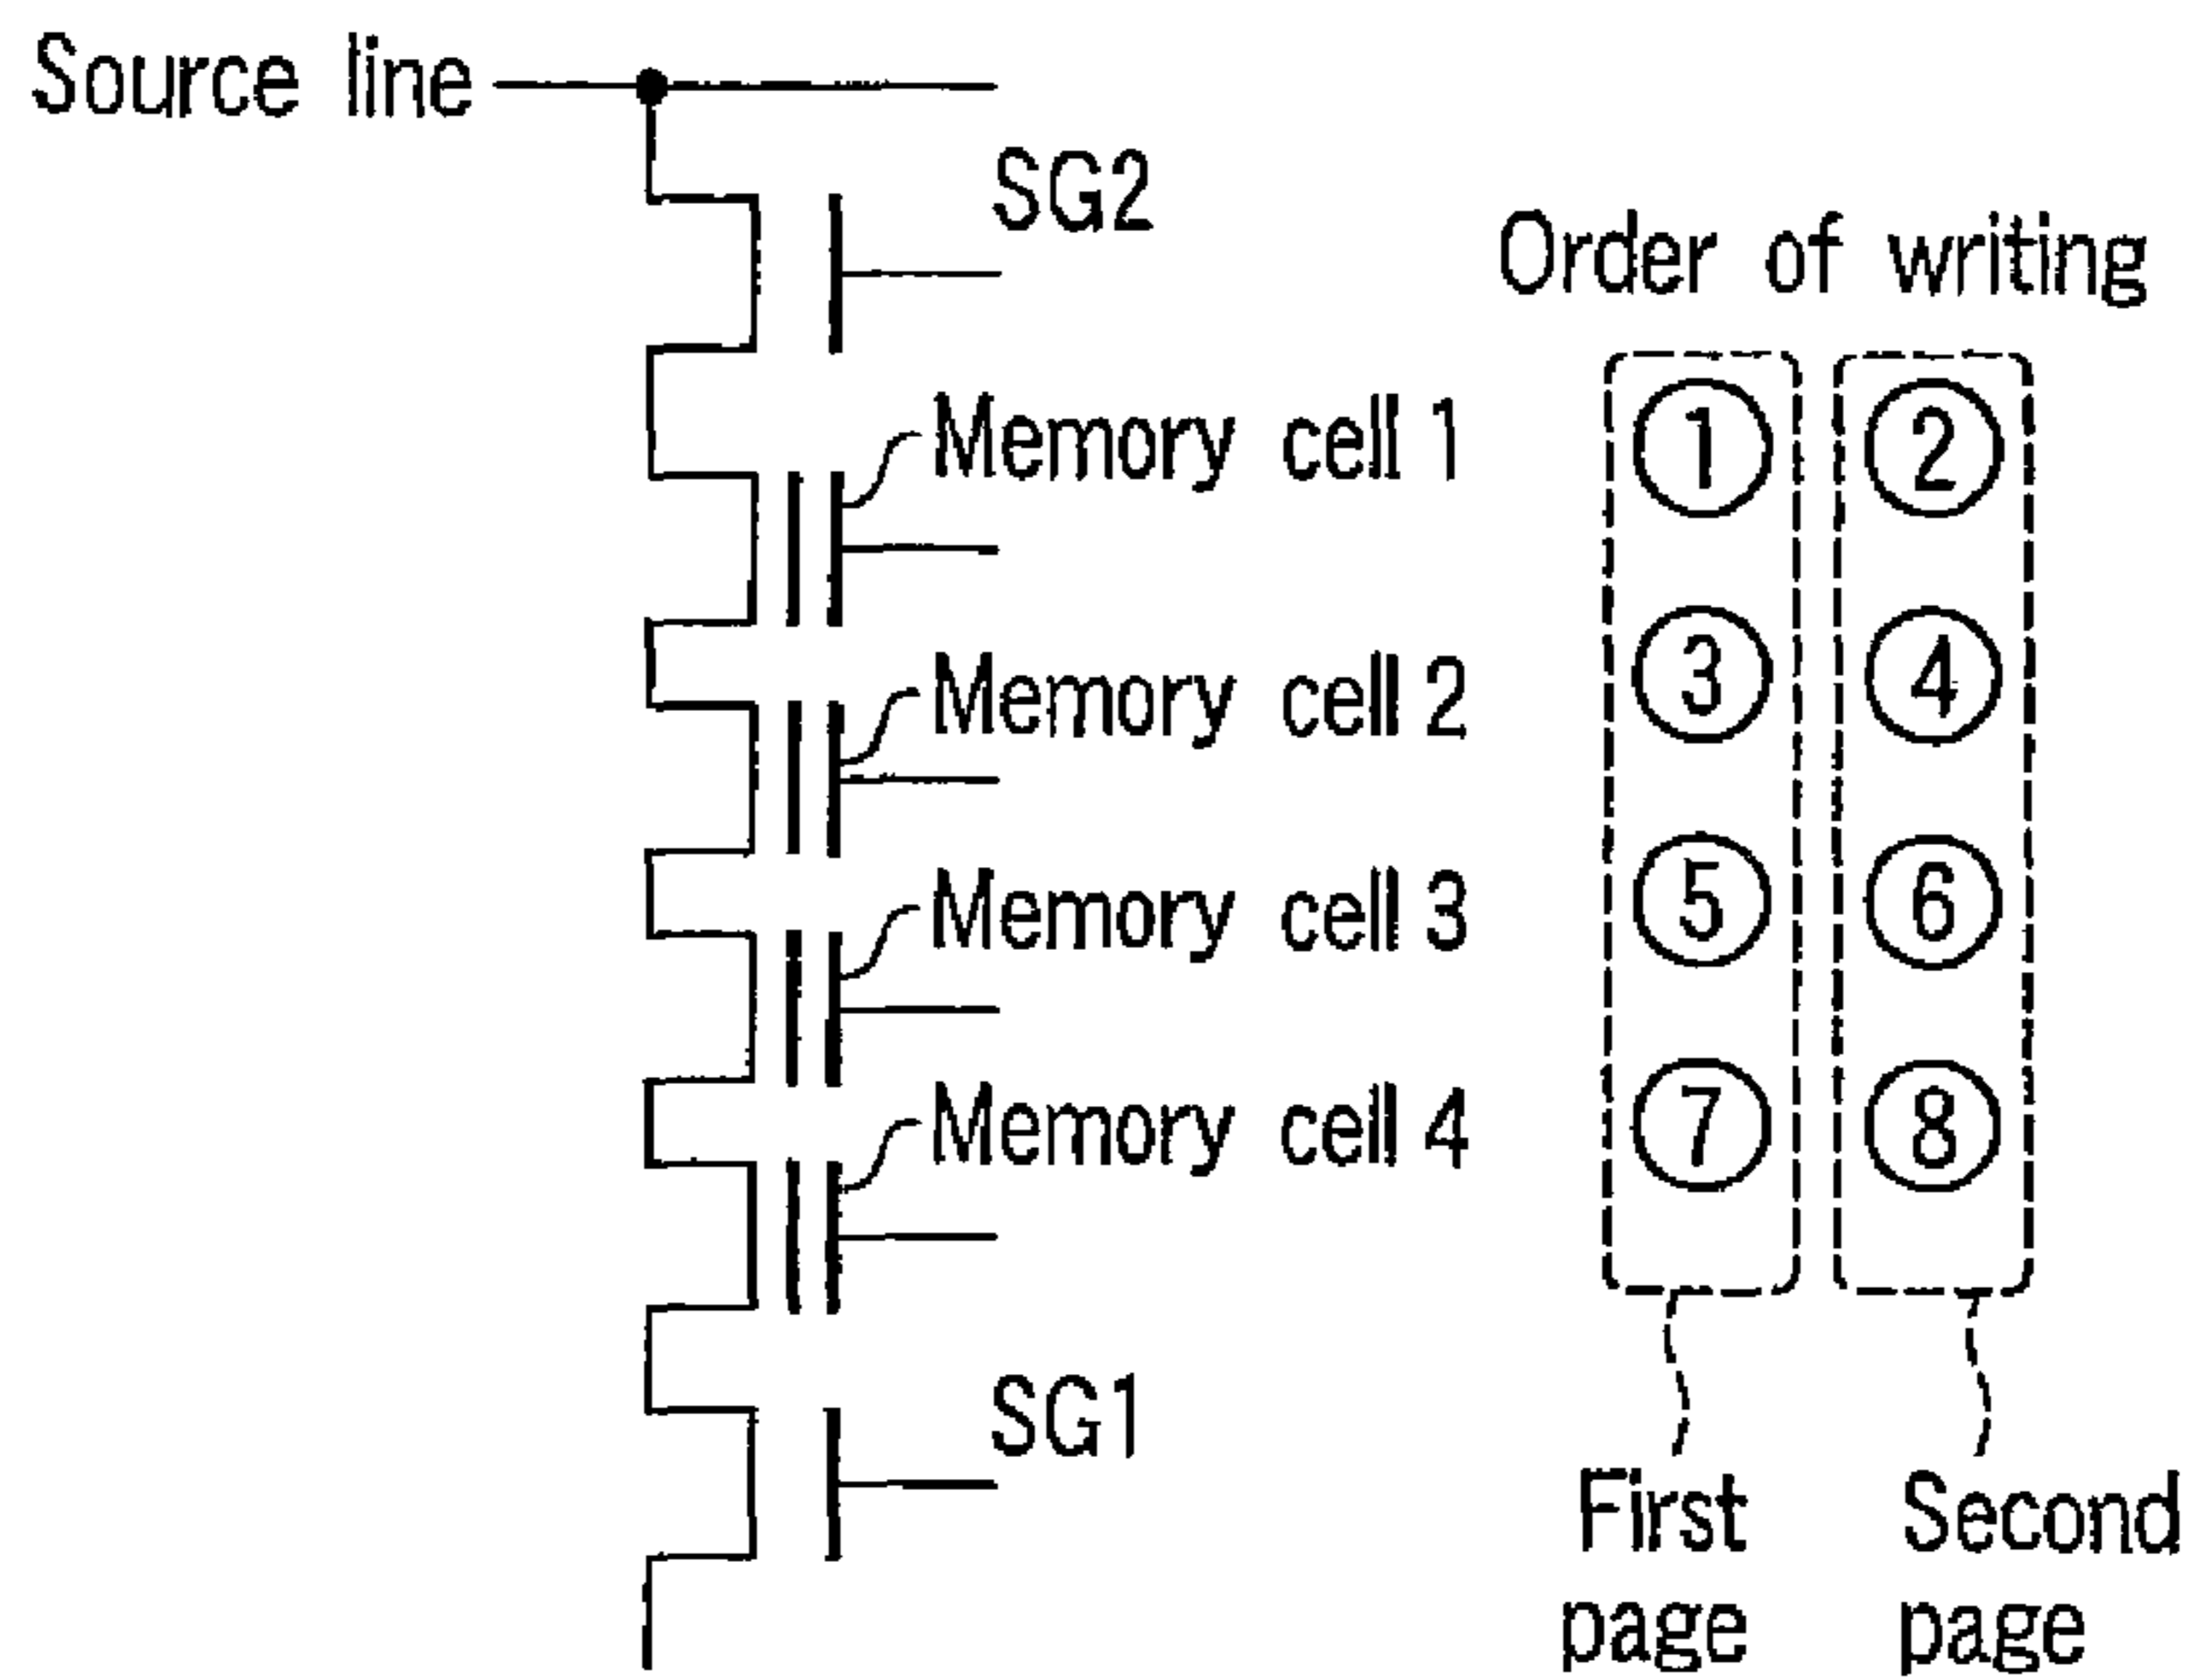 Source line
SG2
Order of writing
Memory cell 1
① ②
Memory cell 2
③ ④
Memory cell 3
⑤ ⑥
Memory cell 4
⑦ ⑧
SG1
First page
Second page